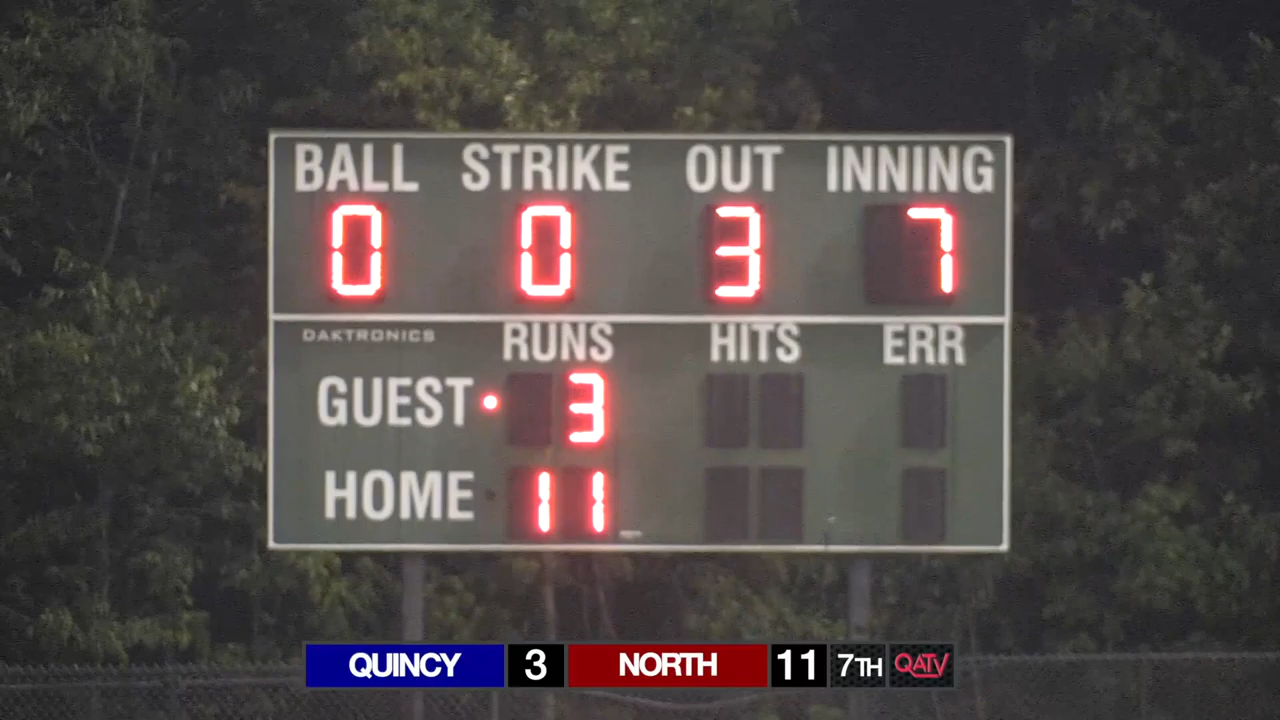 BALL STRIKE OUT INNING
0 0 3 7
DAKTRONICS RUNS HITS ERR
GUEST 3
HOME 11
QUINCY 3 NORTH 11 7TH QATV